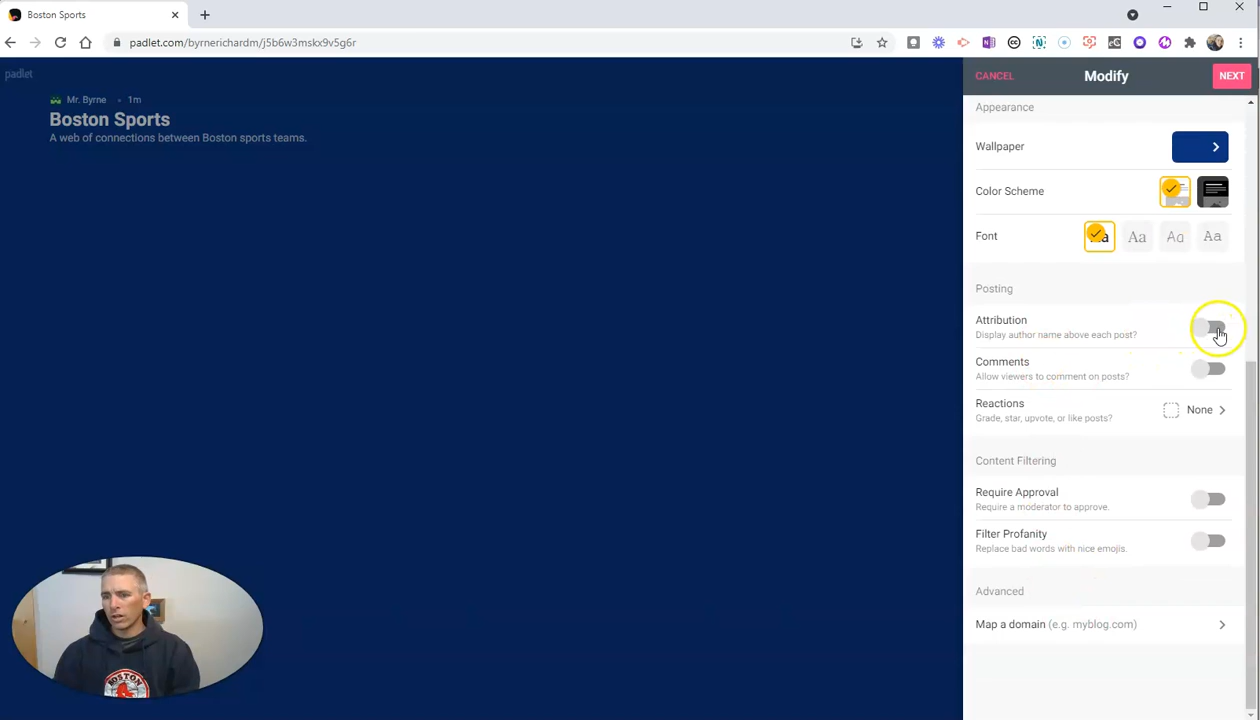 Boston Sports
padlet.com/byrnerichardm/j5b6w3mskx9v5g6r
padlet
Mr. Byrne • 1m
Boston Sports
A web of connections between Boston sports teams.
CANCEL
Modify
NEXT
Appearance
Wallpaper
Color Scheme
Font
Aa
Aa
Aa
Posting
Attribution
Display author name above each post?
Comments
Allow viewers to comment on posts?
Reactions
None
Grade, star, upvote, or like posts?
Content Filtering
Require Approval
Require a moderator to approve.
Filter Profanity
Replace bad words with nice emojis.
Advanced
Map a domain (e.g. myblog.com)
BOSTON